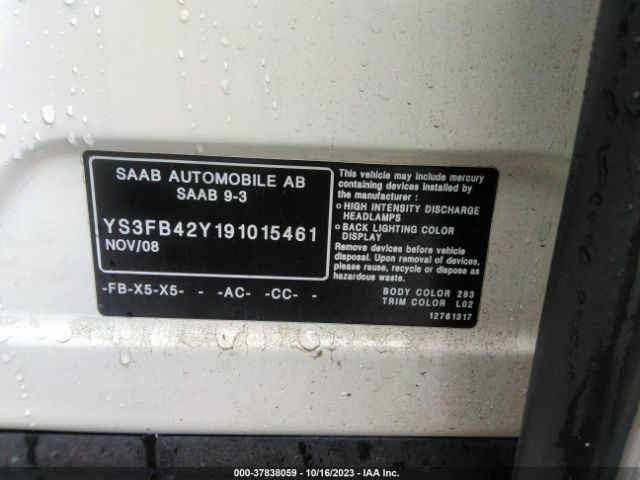 SAAB AUTOMOBILE AB
SAAB 9-3
YS3FB42Y191015461
NOV/08
-FB-X5-X5- - -AC- -CC- -
This vehicle may include mercury
containing devices installed by
the manufacturer :
o HIGH INTENSITY DISCHARGE
HEADLAMPS
o BACK LIGHTING COLOR
DISPLAY
Remove devices before vehicle
disposal. Upon removal of devices,
please reuse, recycle or dispose as
hazardous waste.
BODY COLOR 283
TRIM COLOR L02
12761317
000-37838059 - 10/16/2023 - IAA Inc.